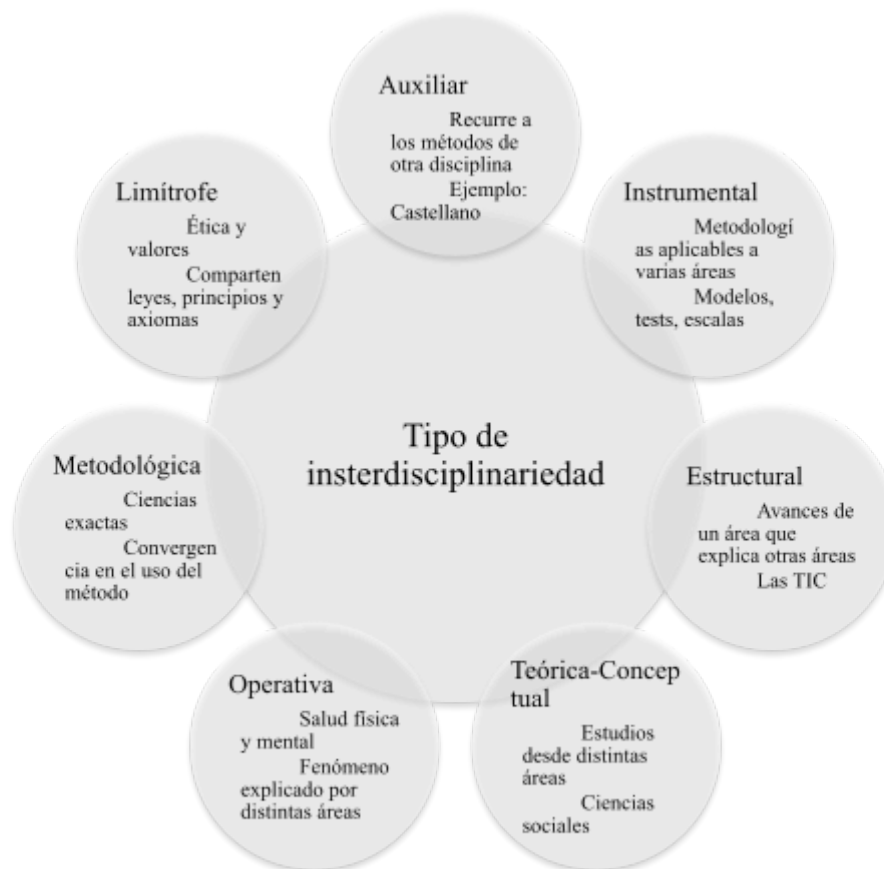 Auxiliar
Recurre a
los métodos de
otra disciplina
Ejemplo:
Castellano
Instrumental
Metodologí
as aplicables a
varias áreas
Modelos,
tests, escalas
Estructural
Avances de
un área que
explica otras áreas
Las TIC
Teórica-Concep
tual
Estudios
desde distintas
áreas
Ciencias
sociales
Operativa
Salud física
y mental
Fenómeno
explicado por
distintas áreas
Metodológica
Ciencias
exactas
Convergen
cia en el uso del
método
Limítrofe
Ética y
valores
Comparten
leyes, principios y
axiomas
Tipo de
insterdisciplinariedad